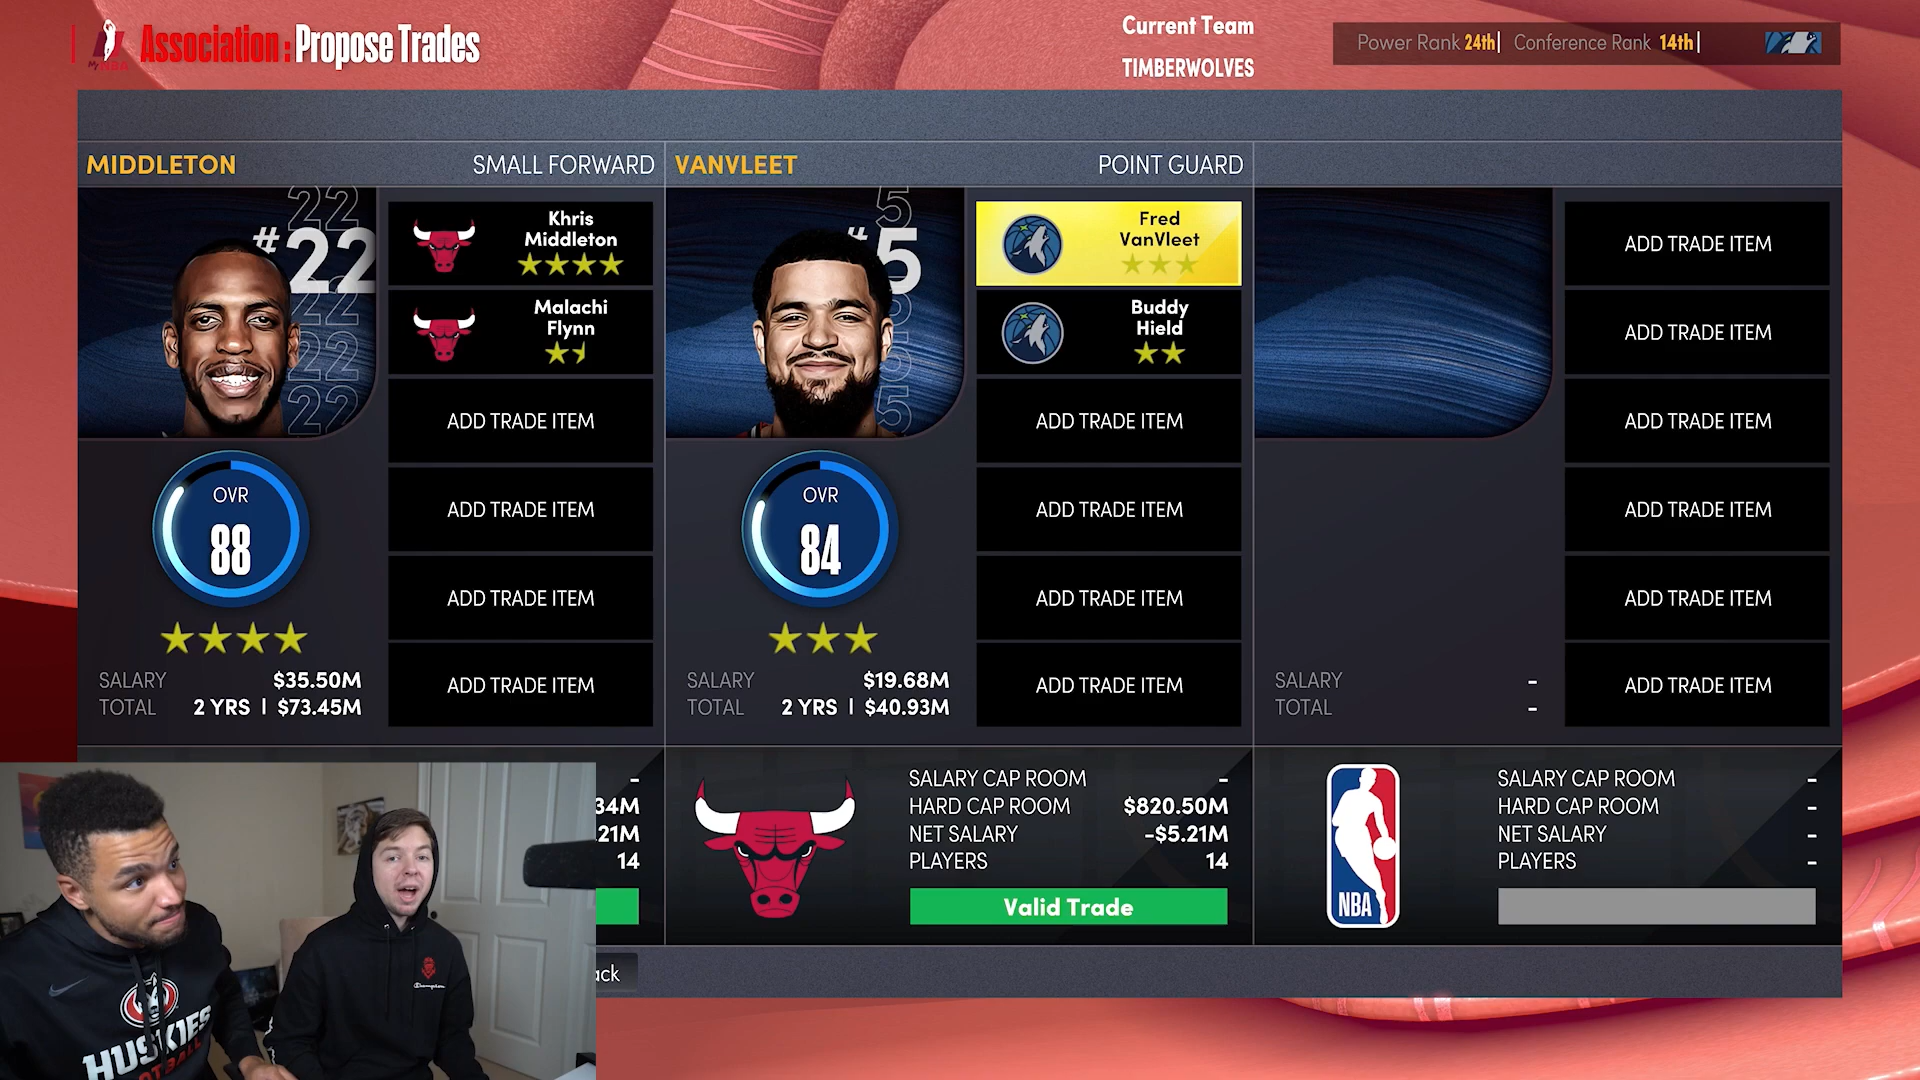 Association : Propose Trades
Current Team
TIMBERWOLVES
Power Rank 24th| Conference Rank 14th|
MIDDLETON SMALL FORWARD
#22
Khris
Middleton
Malachi
Flynn
ADD TRADE ITEM
ADD TRADE ITEM
ADD TRADE ITEM
ADD TRADE ITEM
OVR
88
SALARY $35.50M
TOTAL 2 YRS | $73.45M
VANVLEET POINT GUARD
#5
Fred
VanVleet
Buddy
Hield
ADD TRADE ITEM
ADD TRADE ITEM
ADD TRADE ITEM
ADD TRADE ITEM
OVR
84
SALARY $19.68M
TOTAL 2 YRS | $40.93M
ADD TRADE ITEM
ADD TRADE ITEM
ADD TRADE ITEM
ADD TRADE ITEM
ADD TRADE ITEM
ADD TRADE ITEM
SALARY -
TOTAL -
-
34M
.21M
14
SALARY CAP ROOM -
HARD CAP ROOM $820.50M
NET SALARY -$5.21M
PLAYERS 14
Valid Trade
NBA
SALARY CAP ROOM -
HARD CAP ROOM -
NET SALARY -
PLAYERS -
ack
HUSKIES
Champion